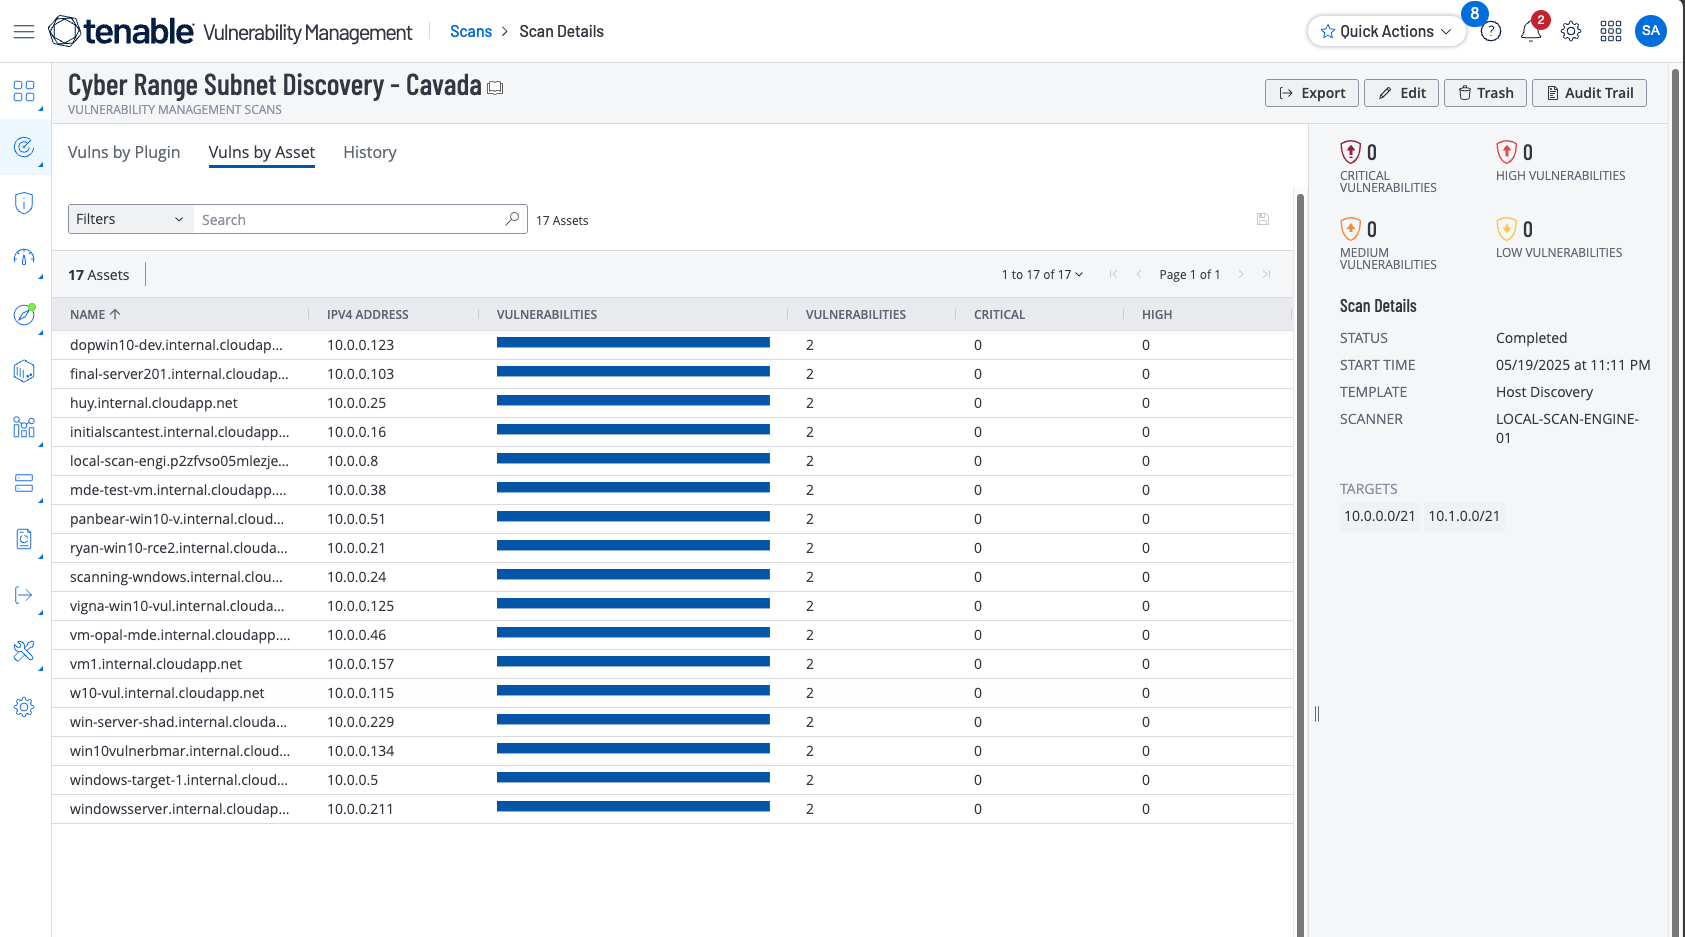 tenable Vulnerability Management
Scans > Scan Details
Quick Actions
8
2
SA
Cyber Range Subnet Discovery - Cavada
VULNERABILITY MANAGEMENT SCANS
Export
Edit
Trash
Audit Trail
Vulns by Plugin
Vulns by Asset
History
Filters
Search
17 Assets
17 Assets
1 to 17 of 17
Page 1 of 1
NAME IPV4 ADDRESS VULNERABILITIES VULNERABILITIES CRITICAL HIGH
dopwin10-dev.internal.cloudap... 10.0.0.123 2 0 0
final-server201.internal.cloudap... 10.0.0.103 2 0 0
huy.internal.cloudapp.net 10.0.0.25 2 0 0
initialscantest.internal.cloudapp... 10.0.0.16 2 0 0
local-scan-engi.p2zfvso05mlezje... 10.0.0.8 2 0 0
mde-test-vm.internal.cloudapp.... 10.0.0.38 2 0 0
panbear-win10-v.internal.cloud... 10.0.0.51 2 0 0
ryan-win10-rce2.internal.clouda... 10.0.0.21 2 0 0
scanning-wndows.internal.clou... 10.0.0.24 2 0 0
vigna-win10-vul.internal.clouda... 10.0.0.125 2 0 0
vm-opal-mde.internal.cloudapp.... 10.0.0.46 2 0 0
vm1.internal.cloudapp.net 10.0.0.157 2 0 0
w10-vul.internal.cloudapp.net 10.0.0.115 2 0 0
win-server-shad.internal.clouda... 10.0.0.229 2 0 0
win10vulnerbmar.internal.cloud... 10.0.0.134 2 0 0
windows-target-1.internal.cloud... 10.0.0.5 2 0 0
windowsserver.internal.cloudap... 10.0.0.211 2 0 0
0
CRITICAL
VULNERABILITIES
0
HIGH VULNERABILITIES
0
MEDIUM
VULNERABILITIES
0
LOW VULNERABILITIES
Scan Details
STATUS Completed
START TIME 05/19/2025 at 11:11 PM
TEMPLATE Host Discovery
SCANNER LOCAL-SCAN-ENGINE-
01
TARGETS
10.0.0.0/21 10.1.0.0/21